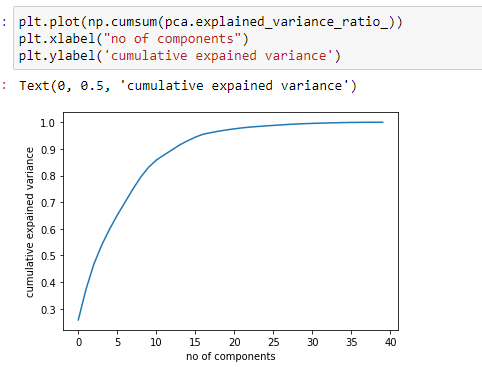 : plt.plot(np.cumsum(pca.explained_variance_ratio_))
plt.xlabel("no of components")
plt.ylabel('cumulative expained variance')
: Text(0, 0.5, 'cumulative expained variance')
cumulative expained variance
1.0
0.9
0.8
0.7
0.6
0.5
0.4
0.3
0 5 10 15 20 25 30 35 40
no of components